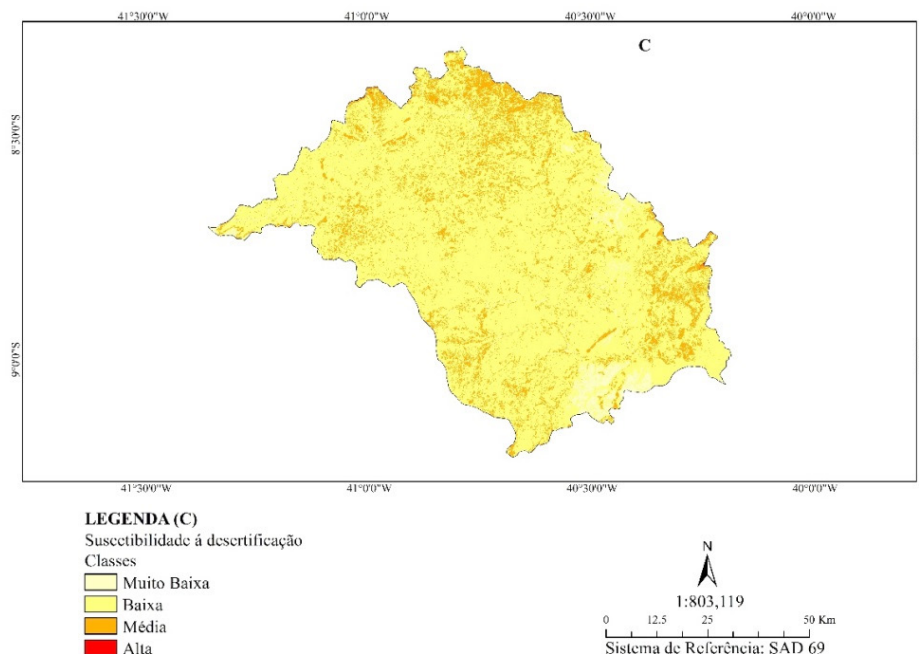 41°30'0"W 41°0'0"W 40°30'0"W 40°0'0"W
C
8°30'0"S
9°0'0"S
41°30'0"W 41°0'0"W 40°30'0"W 40°0'0"W
LEGENDA (C)
Suscetibilidade á desertificação
Classes
Muito Baixa
Baixa
Média
Alta
N
1:803,119
0 12.5 25 50 Km
Sistema de Referência: SAD 69